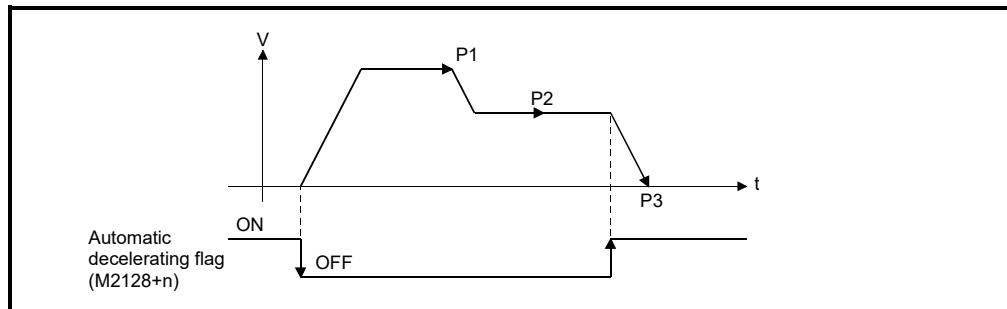 V
P1
P2
t
P3
ON
Automatic
decelerating flag
(M2128+n)
OFF